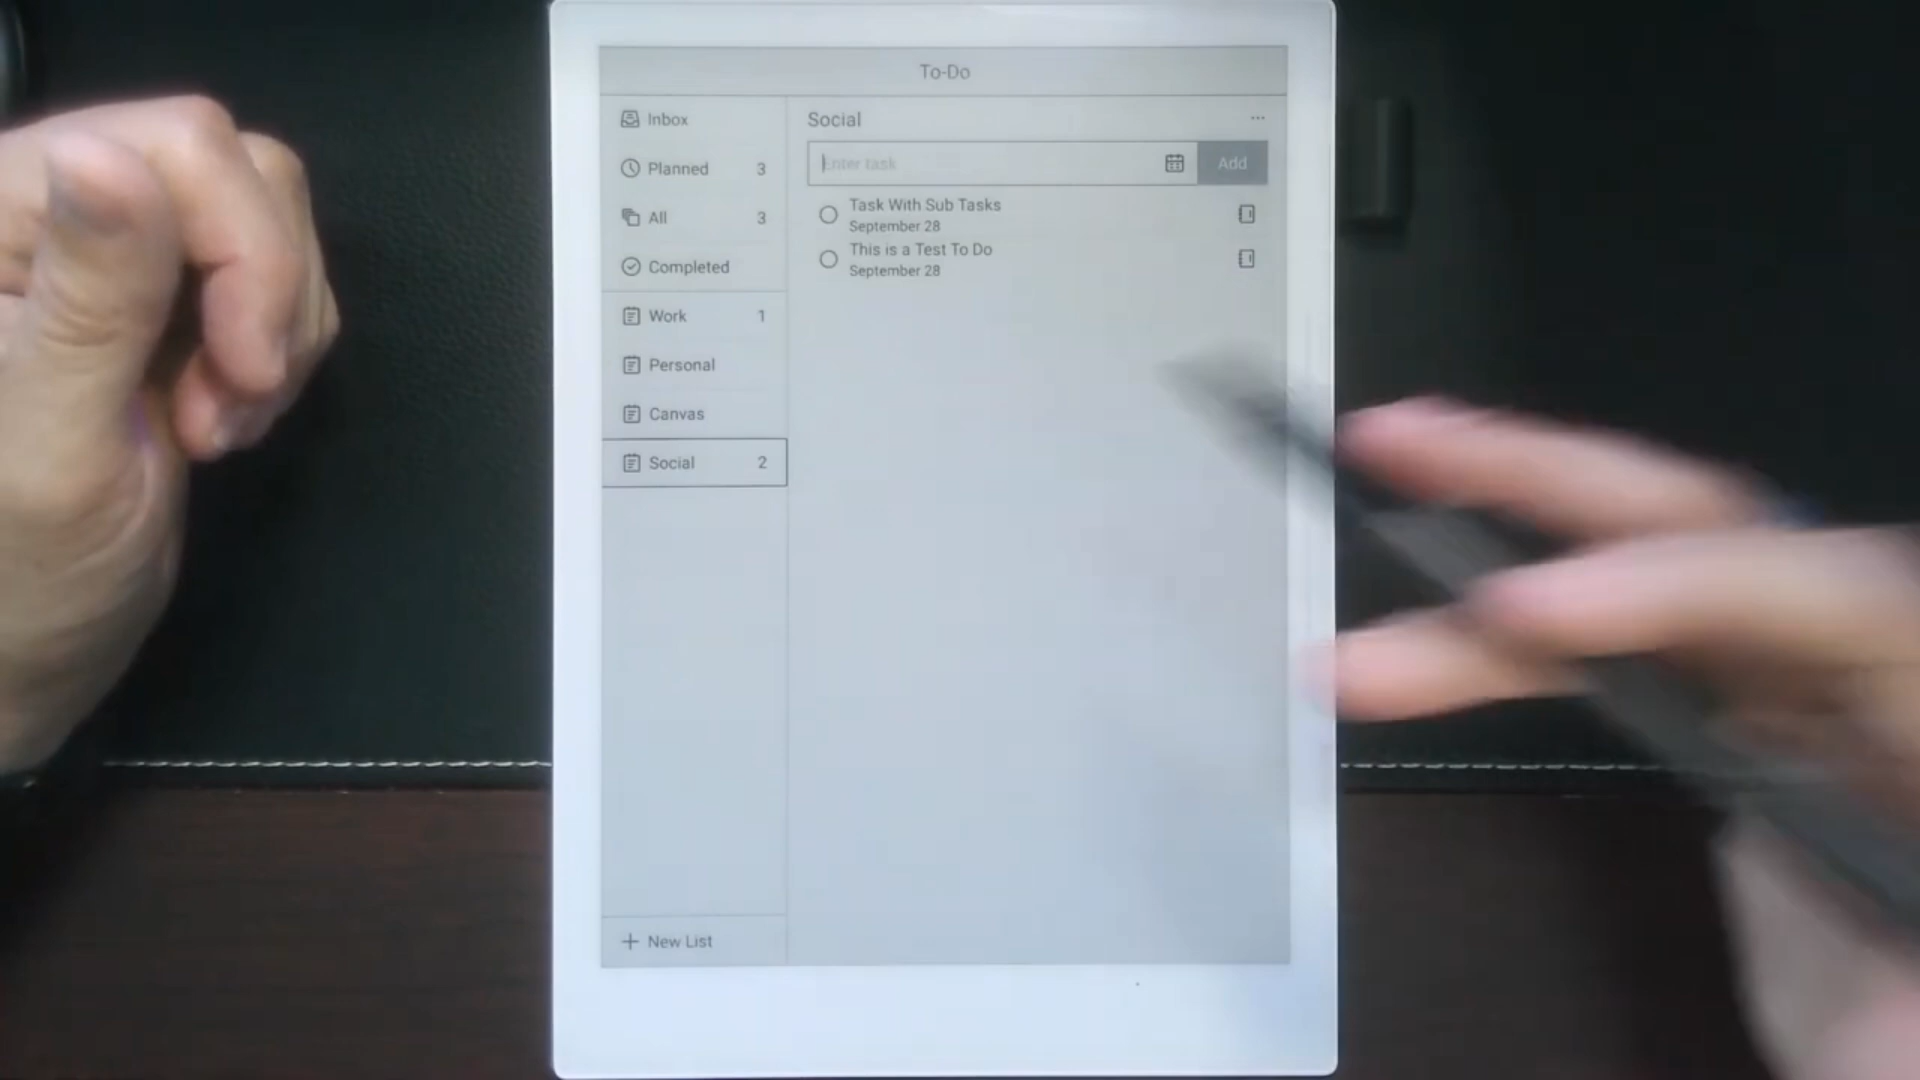 To-Do
Inbox
Planned 3
All 3
Completed
Work 1
Personal
Canvas
Social 2
New List
Social
Enter task
Add
Task With Sub Tasks
September 28
This is a Test To Do
September 28